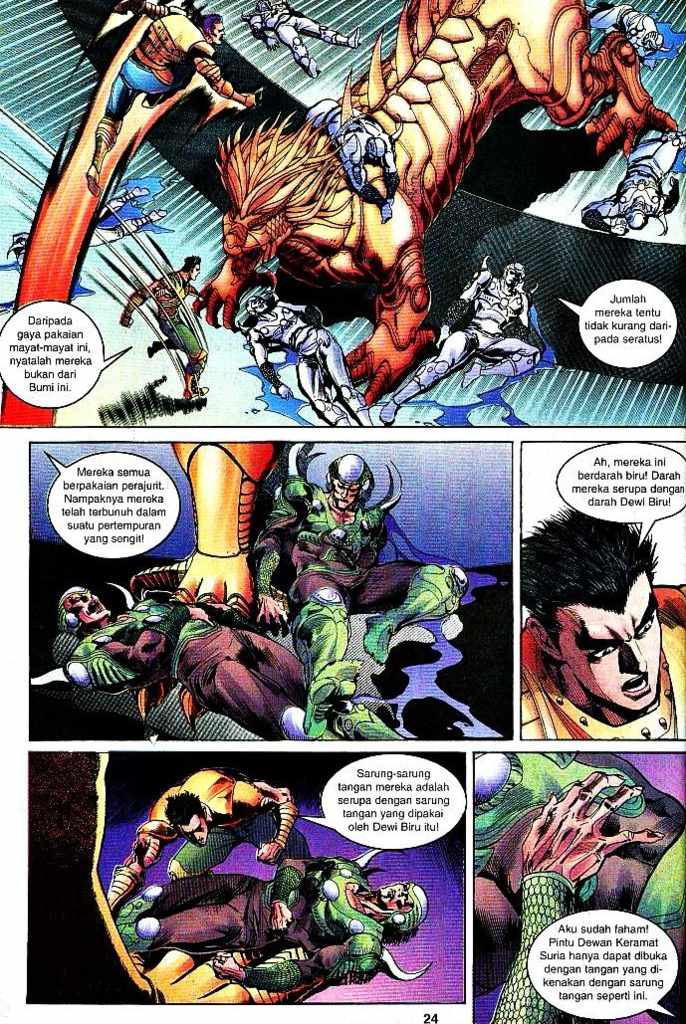 Daripada
gaya pakaian
mayat-mayat ini,
nyatalah mereka
bukan dari
Bumi ini.
Jumlah
mereka tentu
tidak kurang dari-
pada seratus!
Mereka semua
berpakaian perajurit.
Nampaknya mereka
telah terbunuh dalam
suatu pertempuran
yang sengit!
Ah, mereka ini
berdarah biru! Darah
mereka serupa dengan
darah Dewi Biru!
Sarung-sarung
tangan mereka adalah
serupa dengan sarung
tangan yang dipakai
oleh Dewi Biru itu!
Aku sudah faham!
Pintu Dewan Keramat
Suria hanya dapat dibuka
dengan tangan yang di-
kenakan dengan sarung
tangan seperti ini.
24